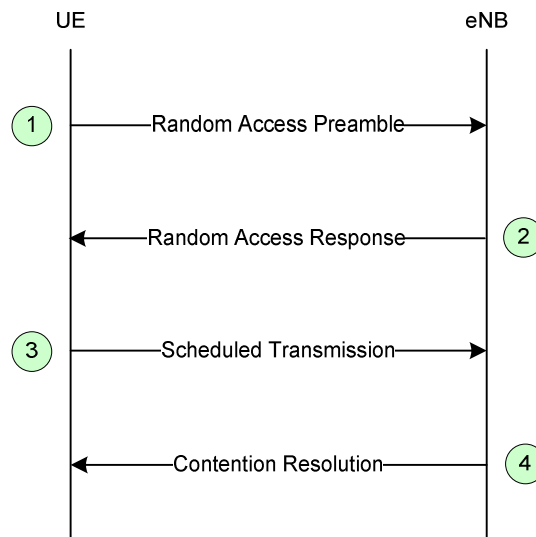 UE eNB
1 Random Access Preamble
Random Access Response 2
3 Scheduled Transmission
Contention Resolution 4